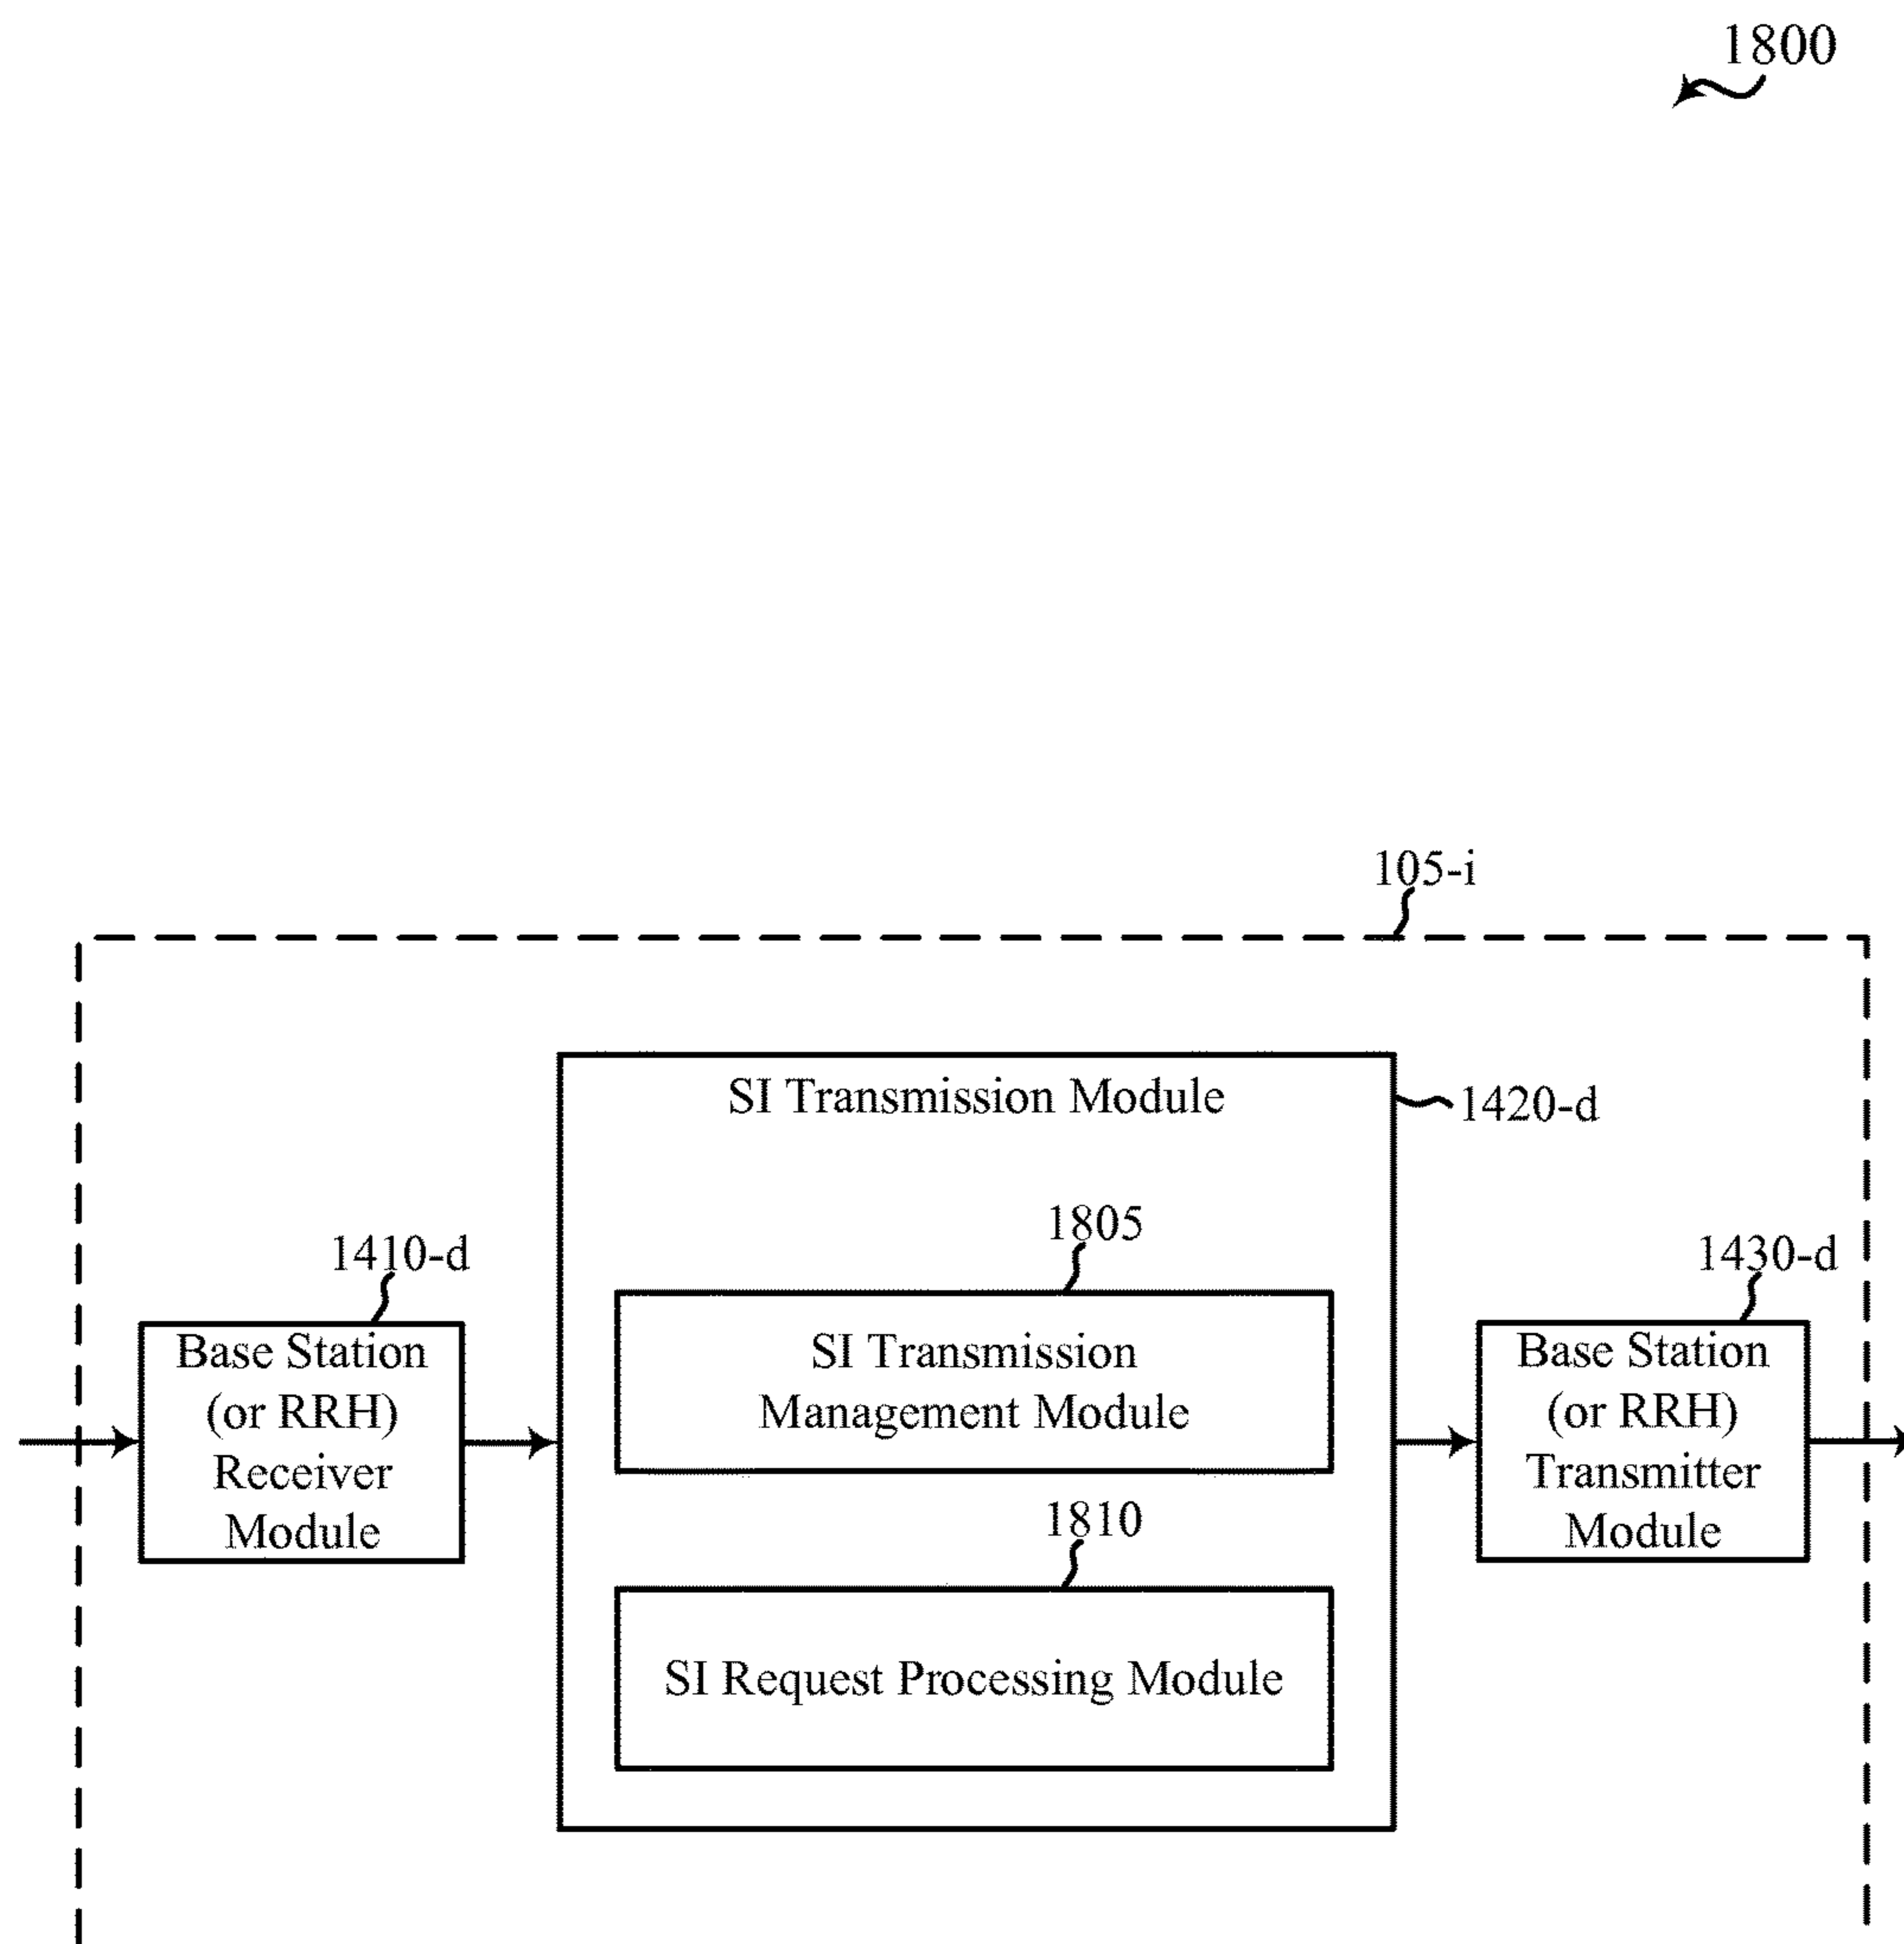 1800
105-i
SI Transmission Module
1420-d
1805
1410-d
1430-d
Base Station
(or RRH)
Receiver
Module
SI Transmission
Management Module
Base Station
(or RRH)
Transmitter
Module
1810
SI Request Processing Module